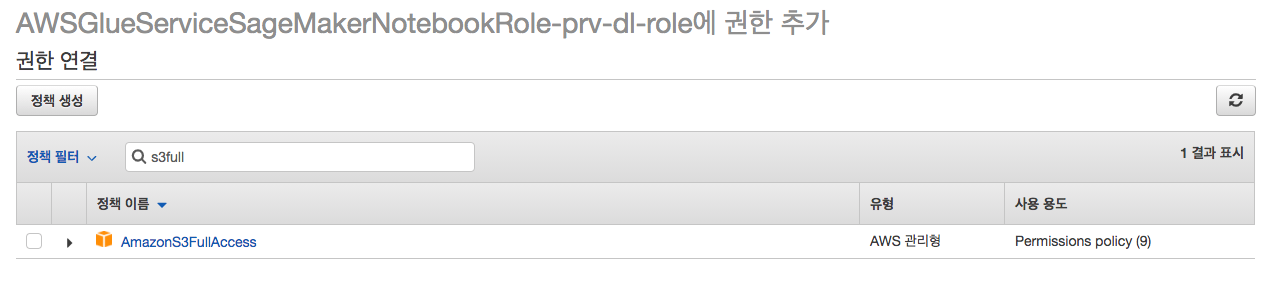 AWSGlueServiceSageMakerNotebookRole-prv-dl-role에 권한 추가
권한 연결
정책 생성
정책 필터 s3full 1 결과 표시
정책 이름 유형 사용 용도
AmazonS3FullAccess AWS 관리형 Permissions policy (9)